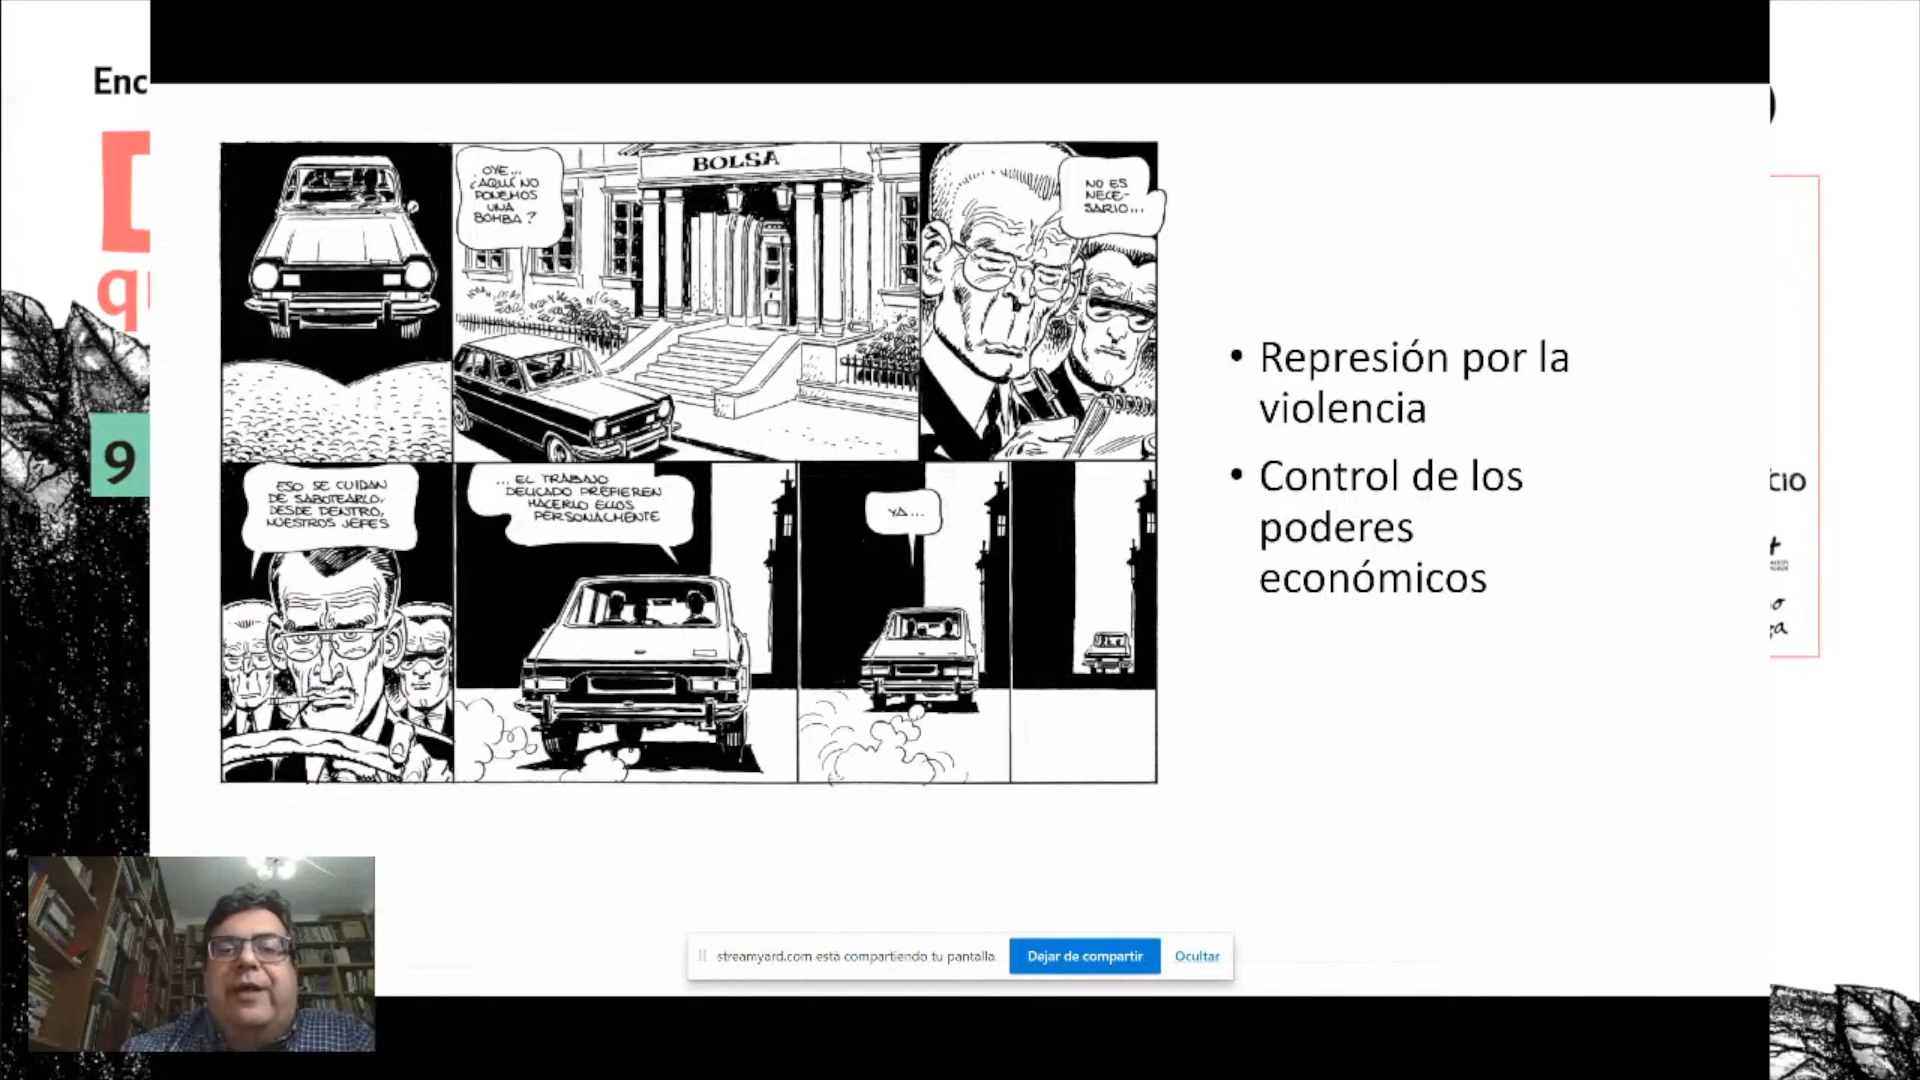 Enc
qu
9
OYE...
¿AQUÍ NO
PONEMOS
UNA
BOMBA?
BOLSA
NO ES
NECE-
SARIO...
ESO SE CUIDAN
DE SABOTEARLO,
DESDE DENTRO,
NUESTROS JEFES
... EL TRABAJO
DELICADO PREFIEREN
HACERLO ELLOS
PERSONALMENTE
YA...
• Represión por la
violencia
• Control de los
poderes
económicos
cio
streamyard.com está compartiendo tu pantalla.
Dejar de compartir
Ocultar